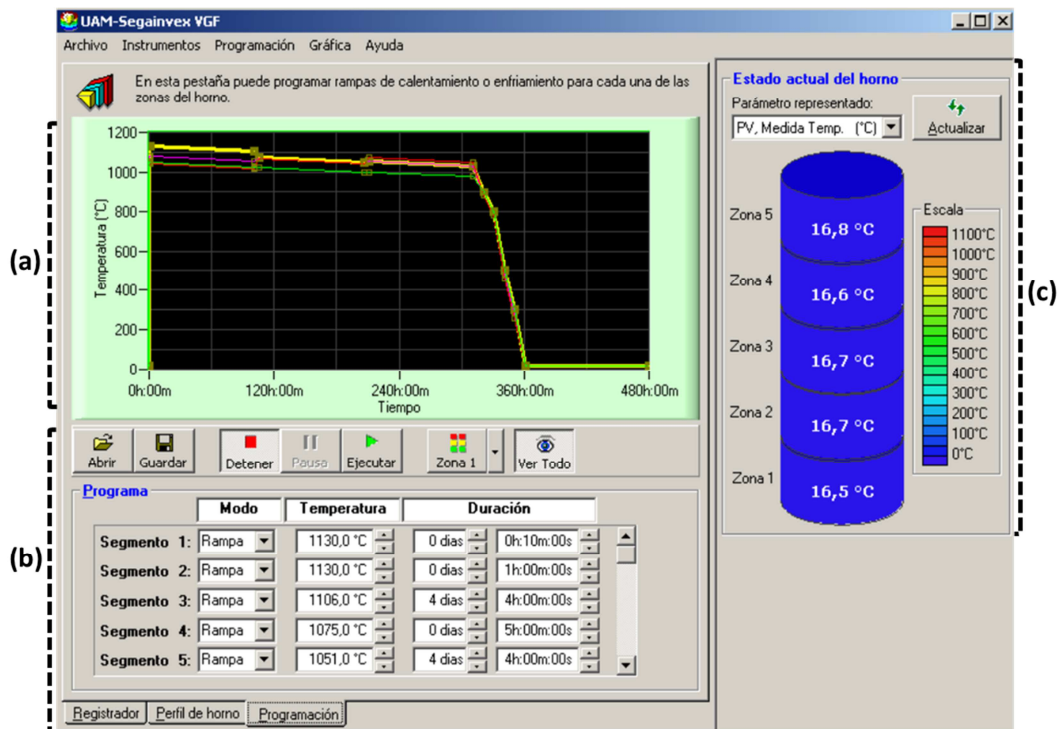 UAM-Segainvex VGF
Archivo Instrumentos Programación Gráfica Ayuda
En esta pestaña puede programar rampas de calentamiento o enfriamiento para cada una de las
zonas del horno.
(a)
Temperatura (°C)
1200
1000
800
600
400
200
0
0h:00m 120h:00m 240h:00m 360h:00m 480h:00m
Tiempo
(b)
Abrir Guardar Detener Pausa Ejecutar Zona 1 Ver Todo
Programa
Modo Temperatura Duración
Segmento 1: Rampa 1130,0 °C 0 dias 0h:10m:00s
Segmento 2: Rampa 1130,0 °C 0 dias 1h:00m:00s
Segmento 3: Rampa 1106,0 °C 4 dias 4h:00m:00s
Segmento 4: Rampa 1075,0 °C 0 dias 5h:00m:00s
Segmento 5: Rampa 1051,0 °C 4 dias 4h:00m:00s
Registrador Perfil de horno Programación
Estado actual del horno
Parámetro representado:
PV, Medida Temp. (°C) Actualizar
Zona 5 16,8 °C
Zona 4 16,6 °C
Zona 3 16,7 °C
Zona 2 16,7 °C
Zona 1 16,5 °C
Escala
1100°C
1000°C
900°C
800°C
700°C
600°C
500°C
400°C
300°C
200°C
100°C
0°C
(c)